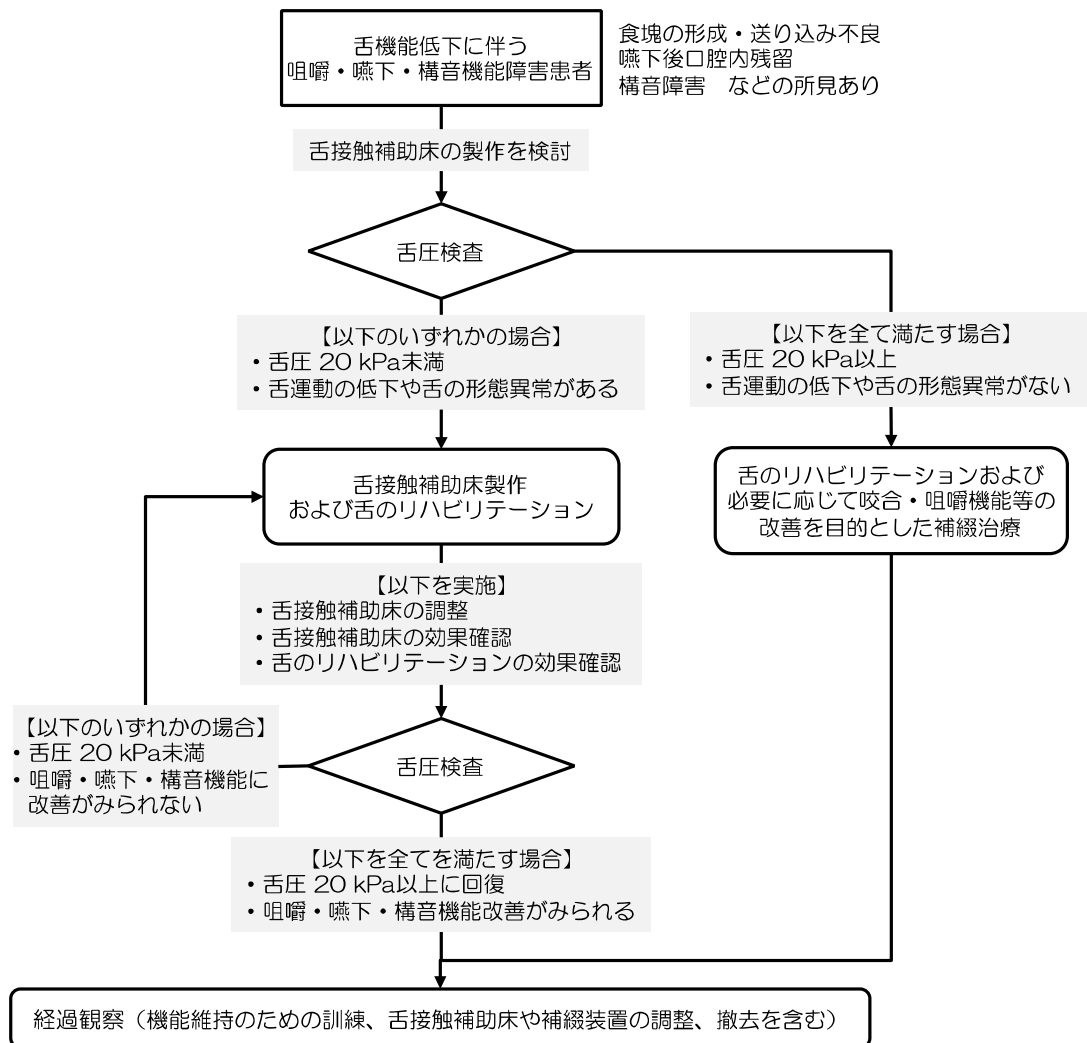 舌機能低下に伴う
咀嚼・嚥下・構音機能障害患者
食塊の形成・送り込み不良
嚥下後口腔内残留
構音障害　などの所見あり
舌接触補助床の製作を検討
舌圧検査
【以下のいずれかの場合】
・舌圧 20 kPa未満
・舌運動の低下や舌の形態異常がある
【以下を全て満たす場合】
・舌圧 20 kPa以上
・舌運動の低下や舌の形態異常がない
舌接触補助床製作
および舌のリハビリテーション
舌のリハビリテーションおよび
必要に応じて咬合・咀嚼機能等の
改善を目的とした補綴治療
【以下を実施】
・舌接触補助床の調整
・舌接触補助床の効果確認
・舌のリハビリテーションの効果確認
【以下のいずれかの場合】
・舌圧 20 kPa未満
・咀嚼・嚥下・構音機能に
改善がみられない
舌圧検査
【以下を全てを満たす場合】
・舌圧 20 kPa以上に回復
・咀嚼・嚥下・構音機能改善がみられる
経過観察（機能維持のための訓練、舌接触補助床や補綴装置の調整、撤去を含む）